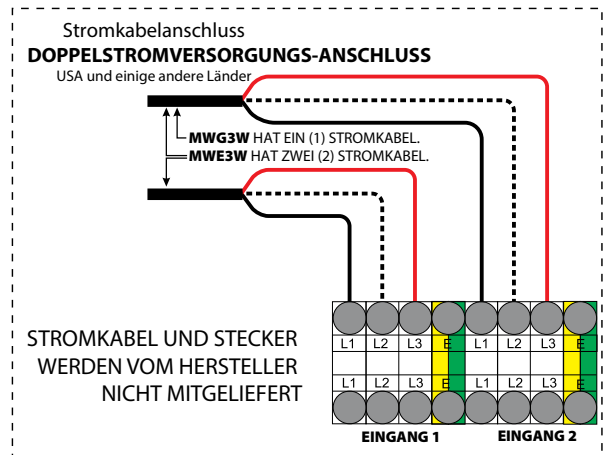 Stromkabelanschluss
DOPPELSTROMVERSORGUNGS-ANSCHLUSS
USA und einige andere Länder
MWG3W HAT EIN (1) STROMKABEL.
MWE3W HAT ZWEI (2) STROMKABEL.
STROMKABEL UND STECKER
WERDEN VOM HERSTELLER
NICHT MITGELIEFERT
L1 L2 L3 E L1 L2 L3 E
L1 L2 L3 E L1 L2 L3 E
EINGANG 1 EINGANG 2